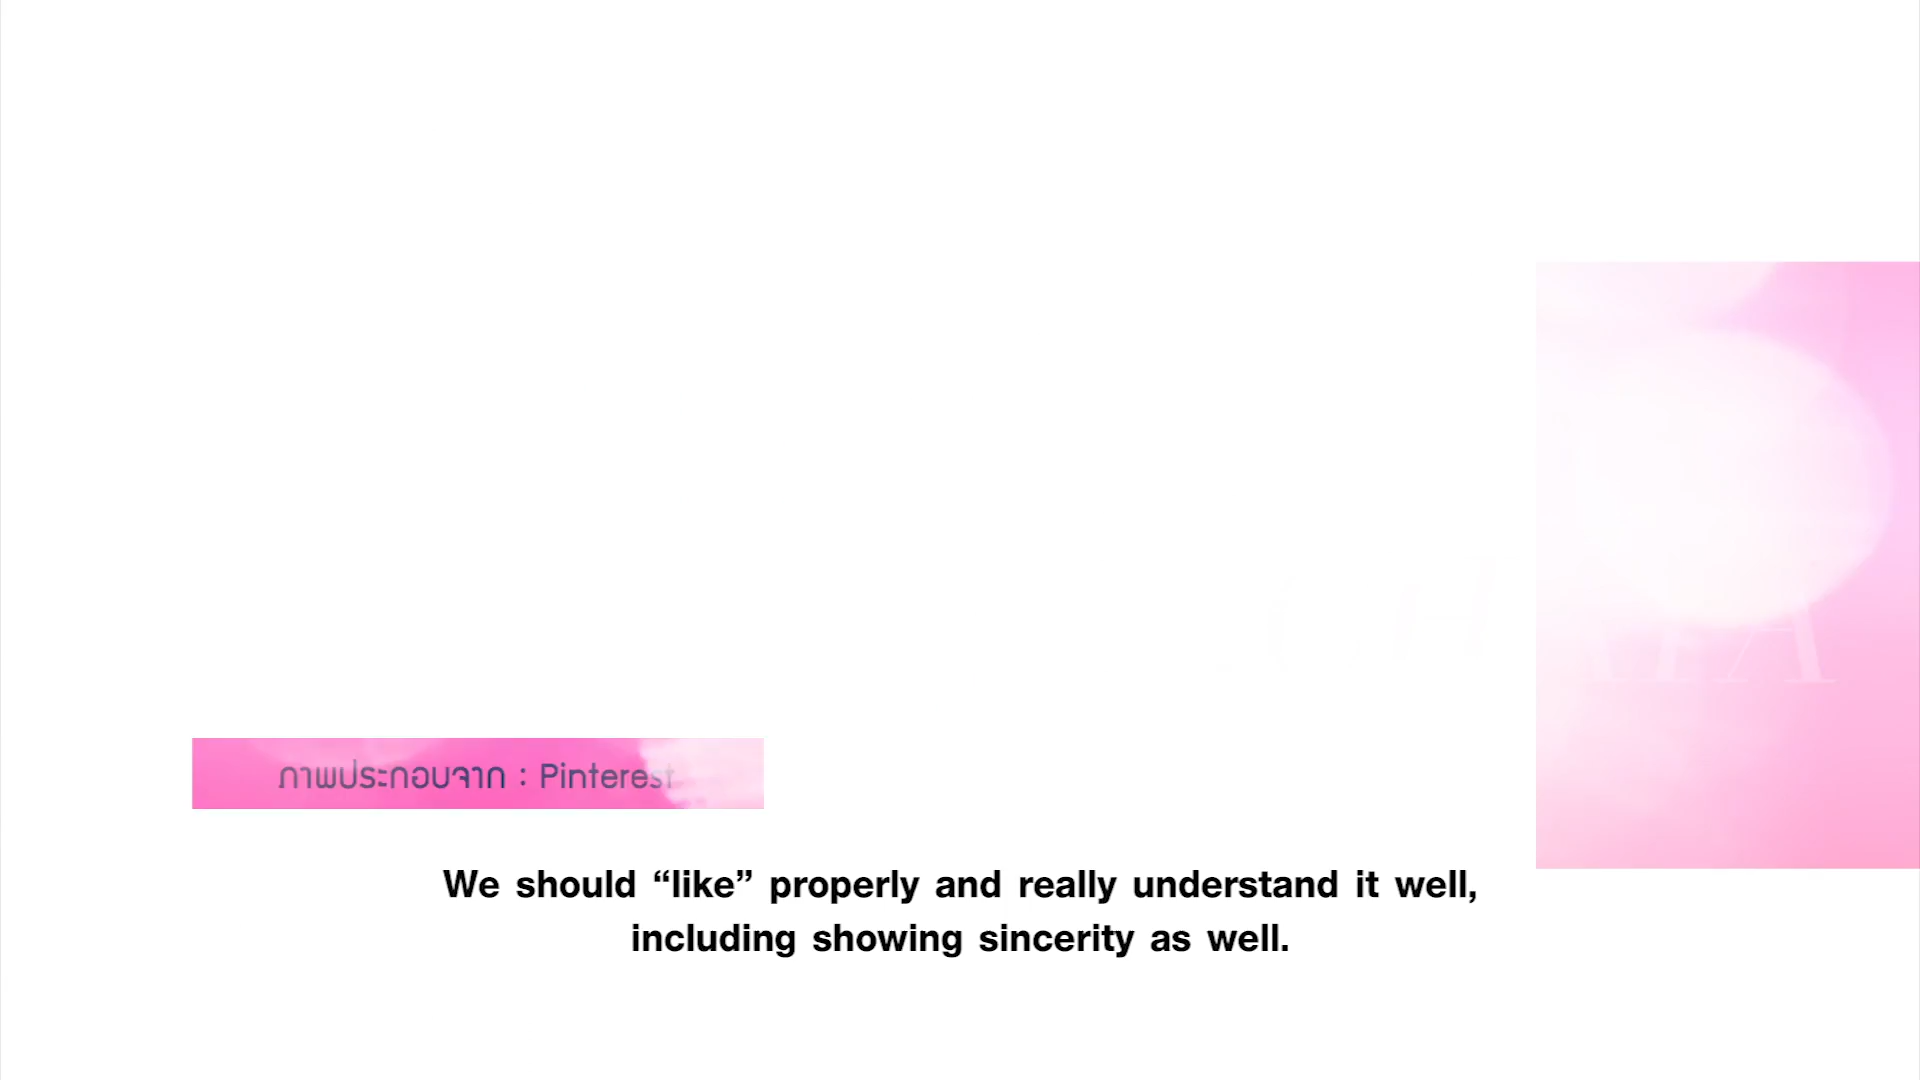 ภาพประกอบจาก : Pinterest
We should “like” properly and really understand it well,
including showing sincerity as well.